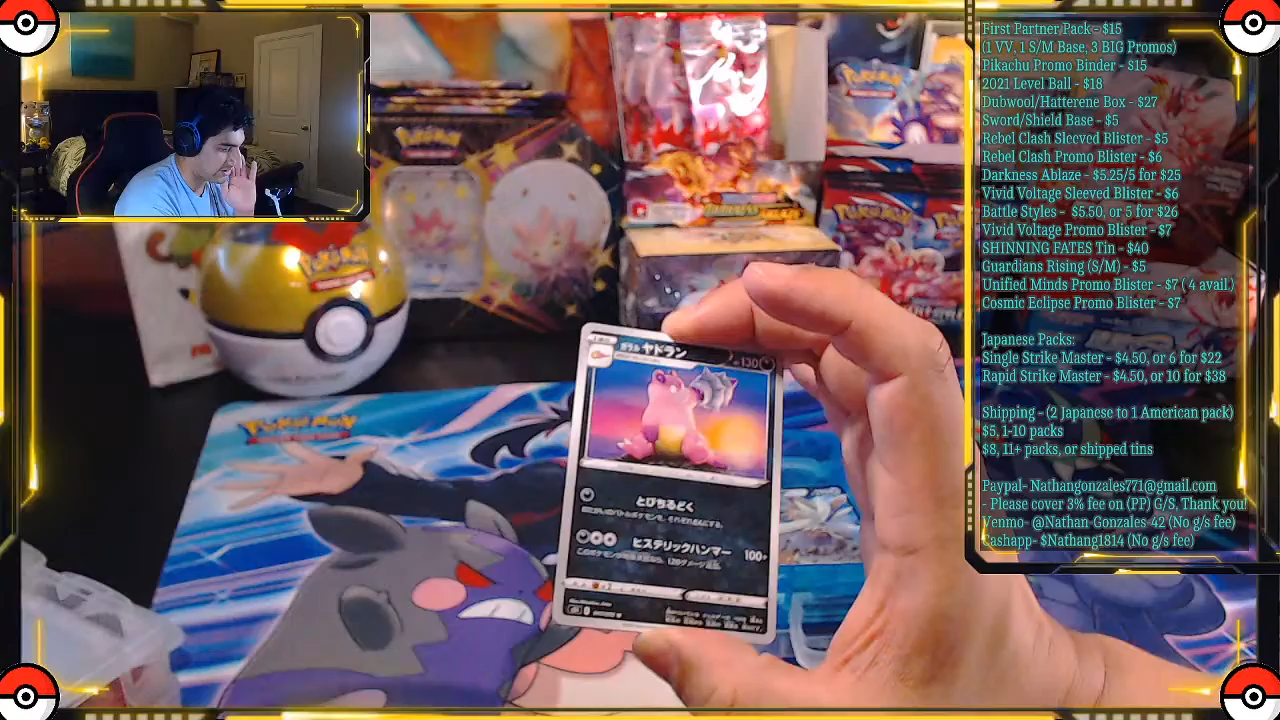 First Partner Pack - $15
(1 VV, 1 S/M Base, 3 BIG Promos)
Pikachu Promo Binder - $15
2021 Level Ball - $18
Dubwool/Hatterene Box - $27
Sword/Shield Base - $5
Rebel Clash Sleeved Blister - $5
Rebel Clash Promo Blister - $6
Darkness Ablaze - $5.25/5 for $25
Vivid Voltage Sleeved Blister - $6
Battle Styles - $5.50, or 5 for $26
Vivid Voltage Promo Blister - $7
SHINNING FATES Tin - $40
Guardians Rising (S/M) - $5
Unified Minds Promo Blister - $7 ( 4 avail.)
Cosmic Eclipse Promo Blister - $7
Japanese Packs:
Single Strike Master - $4.50, or 6 for $22
Rapid Strike Master - $4.50, or 10 for $38
Shipping - (2 Japanese to 1 American pack)
$5, 1-10 packs
$8, 11+ packs, or shipped tins
Paypal- Nathangonzales771@gmail.com
- Please cover 3% fee on (PP) G/S, Thank you!
Venmo- @Nathan-Gonzales-42 (No g/s fee)
Cashapp- $Nathang1814 (No g/s fee)
Pokémon
Pokémon
Pokémon
Pokémon
Pokémon
ガラル ヤドラン
130
とびちるどく
ヒステリックハンマー 100+